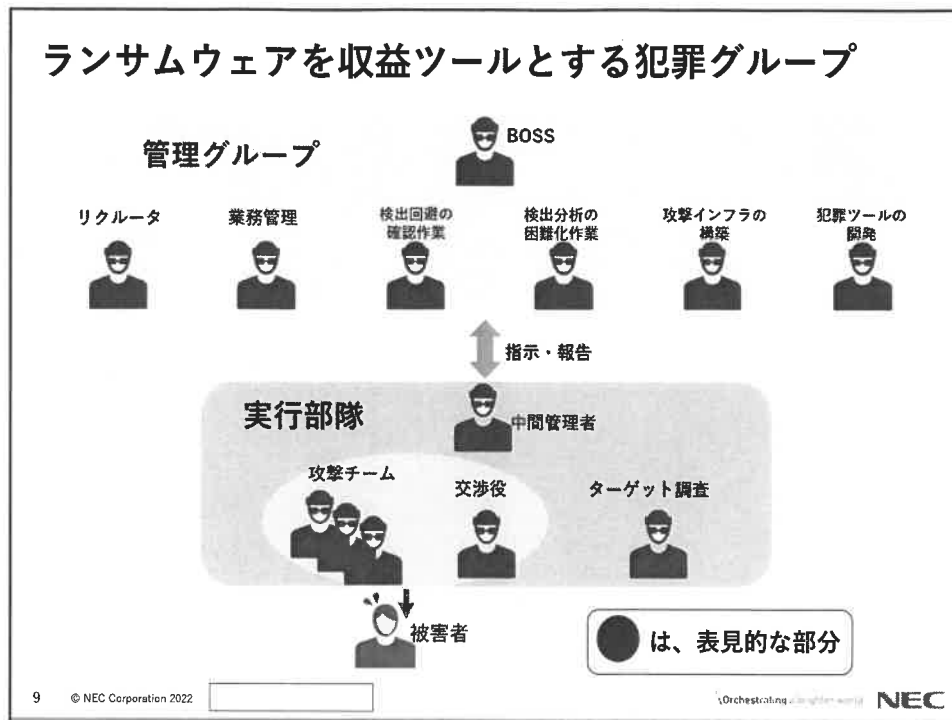 ランサムウェアを収益ツールとする犯罪グループ
管理グループ
BOSS
リクルータ
業務管理
検出回避の
確認作業
検出分析の
困難化作業
攻撃インフラの
構築
犯罪ツールの
開発
指示・報告
実行部隊
中間管理者
攻撃チーム
交渉役
ターゲット調査
被害者
は、表見的な部分
9 © NEC Corporation 2022
\Orchestrating a brighter world
NEC